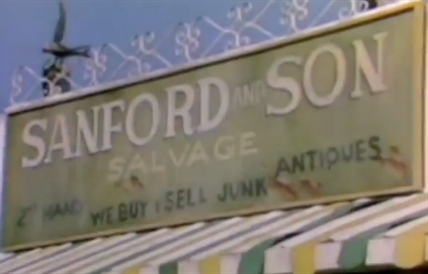 SANFORD AND SON
SALVAGE
2ND HAND WE BUY & SELL JUNK ANTIQUES